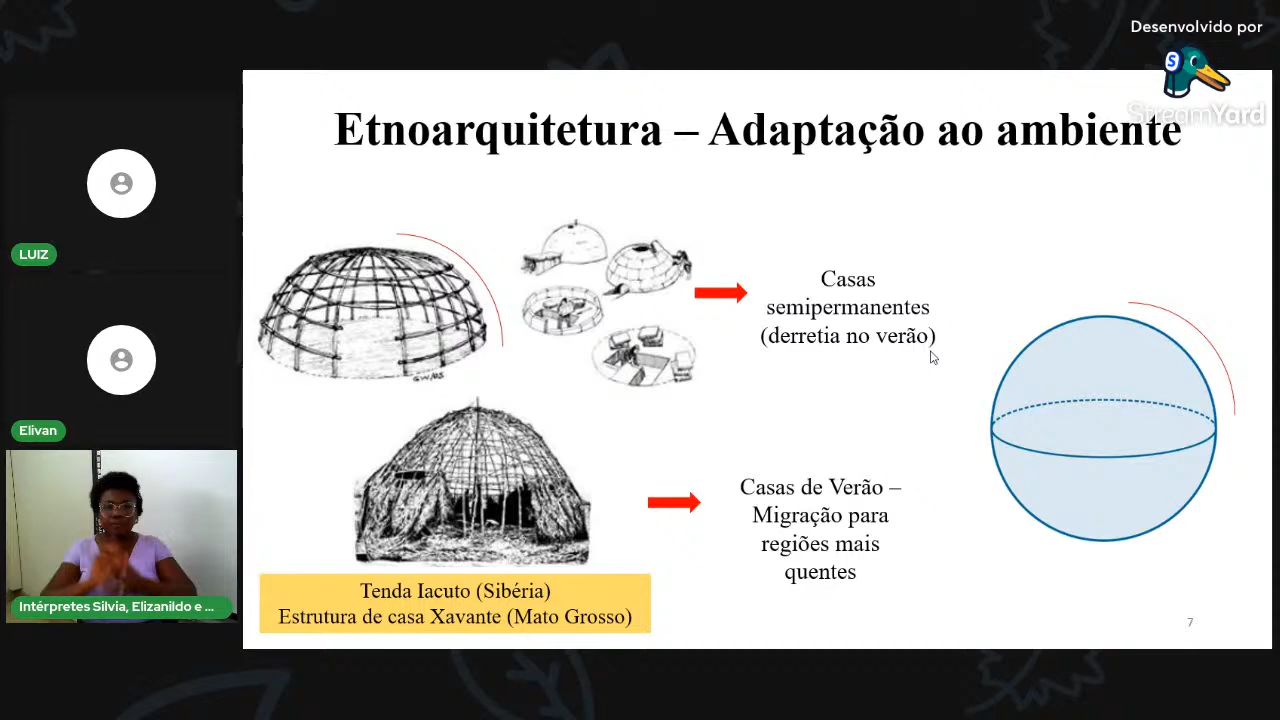 Desenvolvido por
StreamYard
Etnoarquitetura – Adaptação ao ambiente
Casas
semipermanentes
(derretia no verão)
Casas de Verão –
Migração para
regiões mais
quentes
Tenda Iacuto (Sibéria)
Estrutura de casa Xavante (Mato Grosso)
7
LUIZ
Elivan
Intérpretes Silvia, Elizanildo e ...